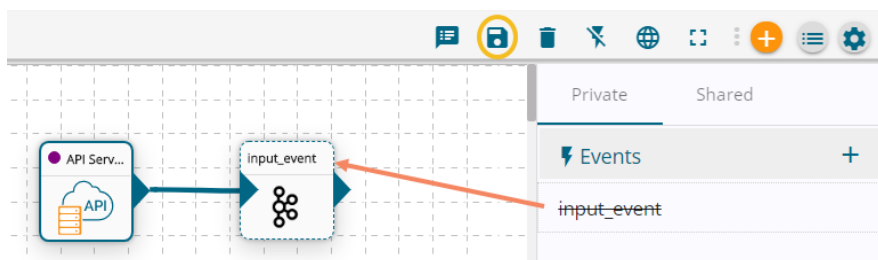 Private
Shared
API Serv...
input_event
Events
API
input_event